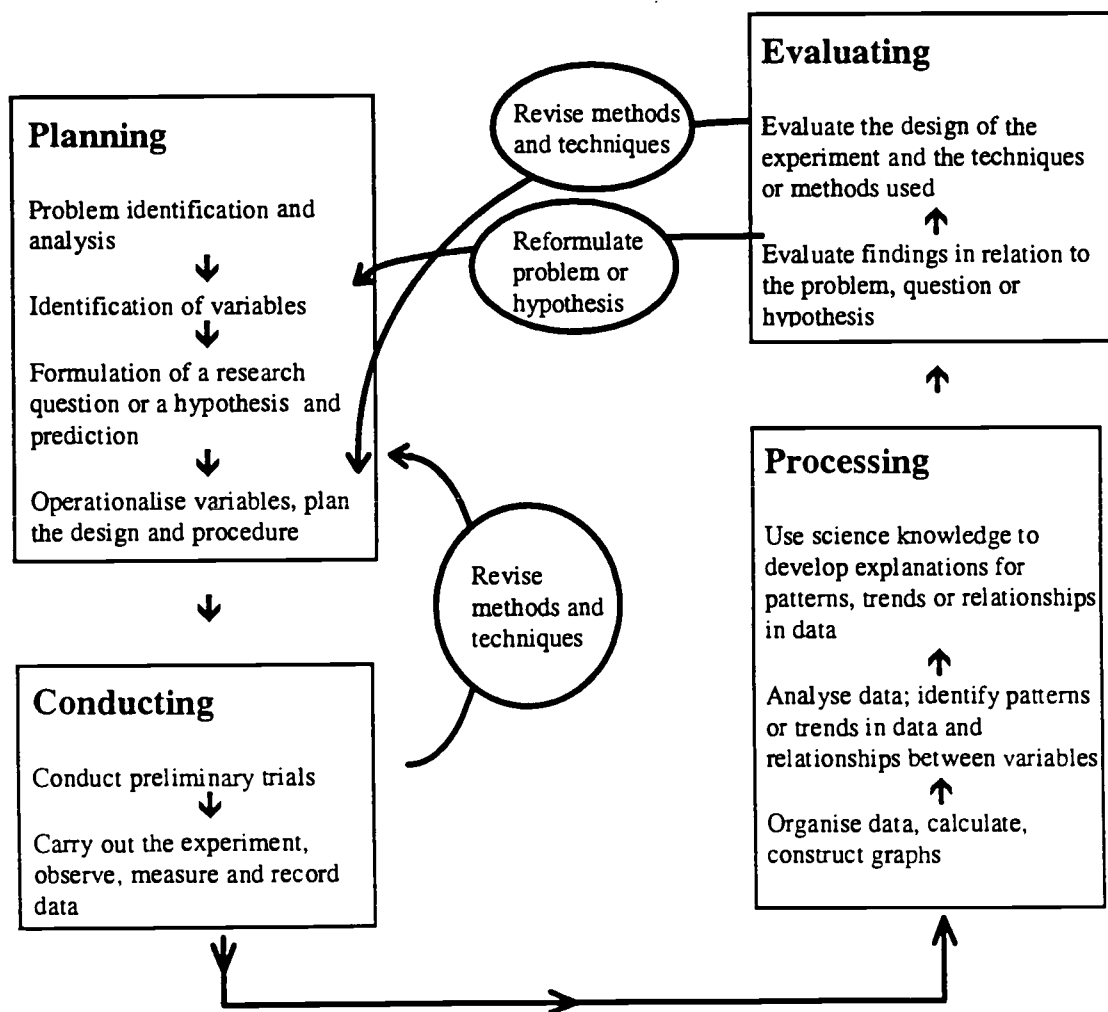 Planning
Problem identification and
analysis
Identification of variables
Formulation of a research
question or a hypothesis and
prediction
Operationalise variables, plan
the design and procedure
Conducting
Conduct preliminary trials
Carry out the experiment,
observe, measure and record
data
Revise
methods and
techniques
Revise methods
and techniques
Reformulate
problem or
hypothesis
Evaluating
Evaluate the design of the
experiment and the techniques
or methods used
Evaluate findings in relation to
the problem, question or
hypothesis
Processing
Use science knowledge to
develop explanations for
patterns, trends or relationships
in data
Analyse data; identify patterns
or trends in data and
relationships between variables
Organise data, calculate,
construct graphs